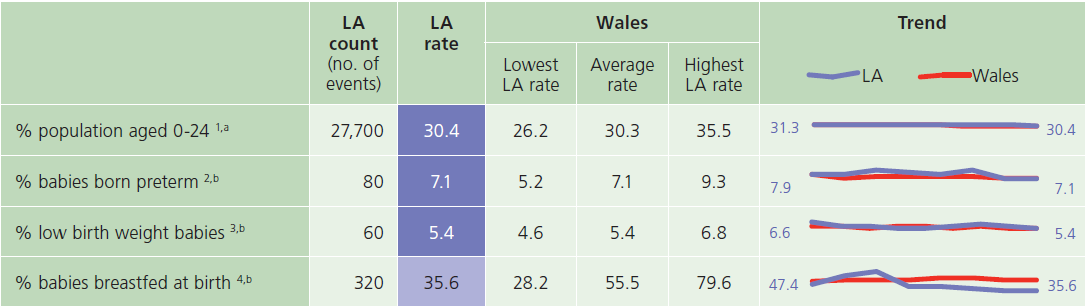 LA count (no. of events) LA rate Wales Trend
Lowest LA rate Average rate Highest LA rate LA Wales
% population aged 0-24 1,a 27,700 30.4 26.2 30.3 35.5 31.3 30.4
% babies born preterm 2,b 80 7.1 5.2 7.1 9.3 7.9 7.1
% low birth weight babies 3,b 60 5.4 4.6 5.4 6.8 6.6 5.4
% babies breastfed at birth 4,b 320 35.6 28.2 55.5 79.6 47.4 35.6